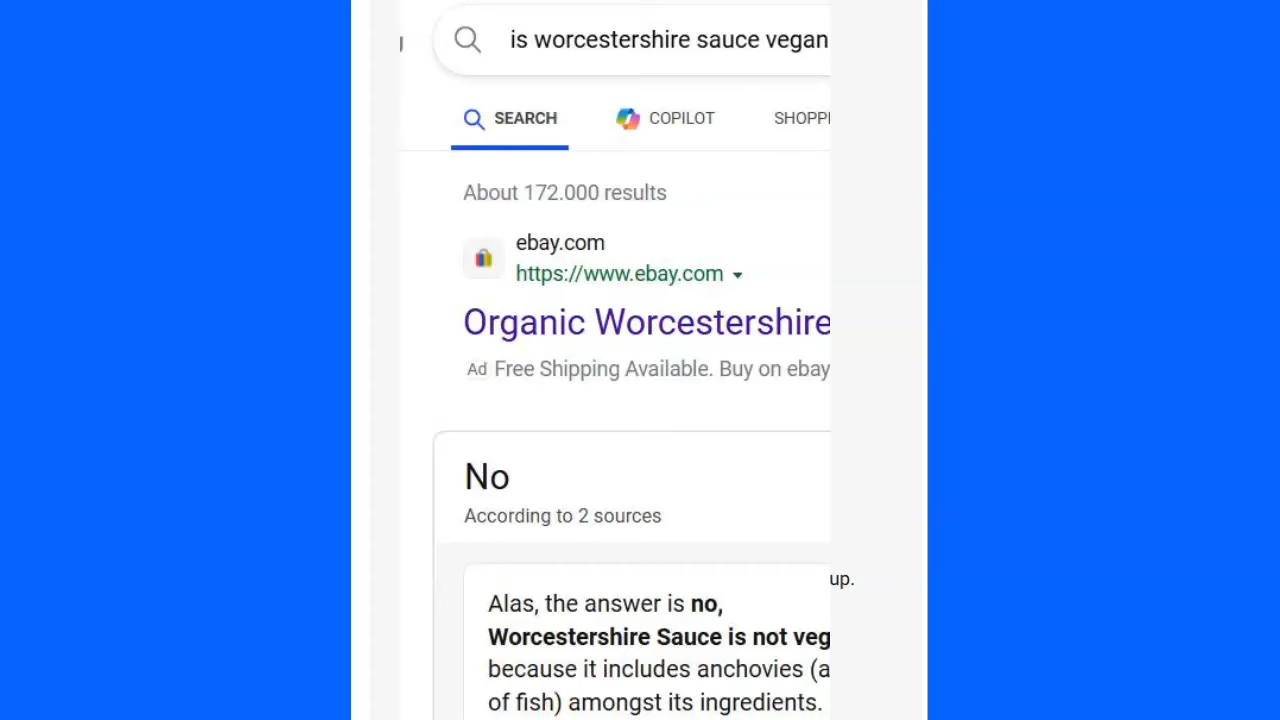 is worcestershire sauce vegan
SEARCH COPILOT SHOPPI
About 172.000 results
ebay.com
https://www.ebay.com
Organic Worcestershire
Ad Free Shipping Available. Buy on ebay
No
According to 2 sources
up.
Alas, the answer is no,
Worcestershire Sauce is not veg
because it includes anchovies (a
of fish) amongst its ingredients.